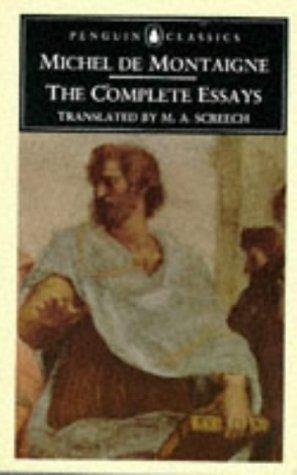 PENGUIN CLASSICS
MICHEL DE MONTAIGNE
THE COMPLETE ESSAYS
TRANSLATED BY M. A. SCREECH